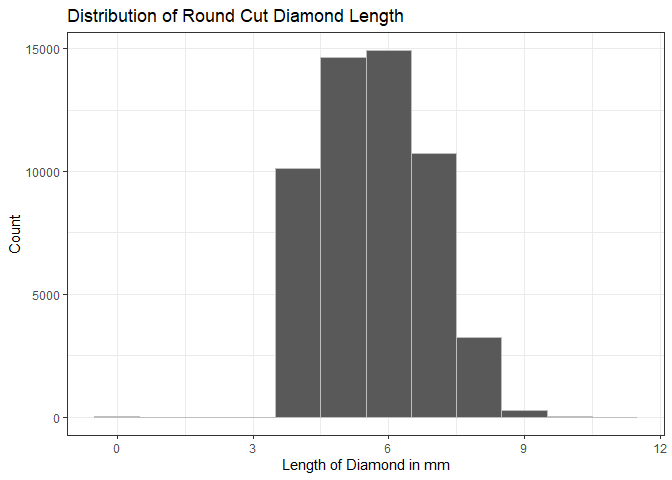 Distribution of Round Cut Diamond Length
Count
15000
10000
5000
0
0 3 6 9 12
Length of Diamond in mm